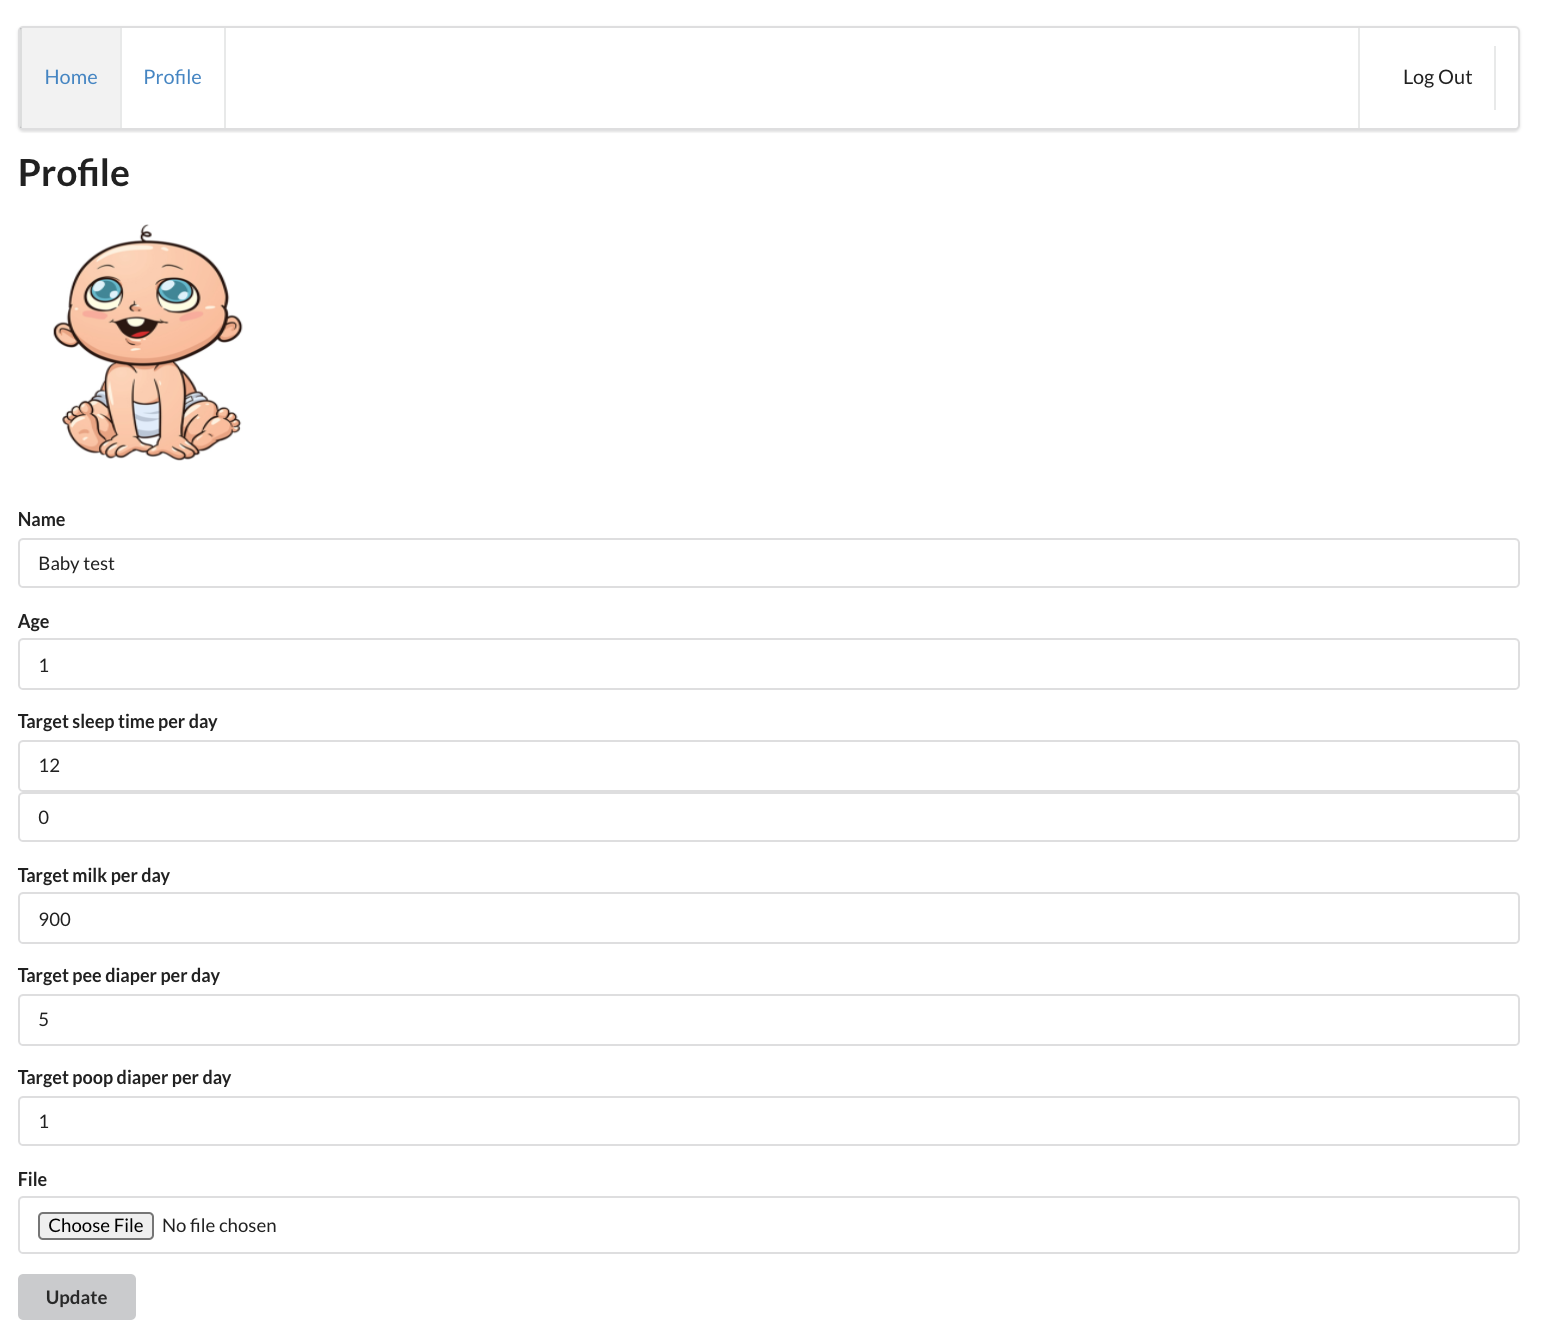 Home Profile Log Out
Profile
Name
Baby test
Age
1
Target sleep time per day
12
0
Target milk per day
900
Target pee diaper per day
5
Target poop diaper per day
1
File
Choose File No file chosen
Update